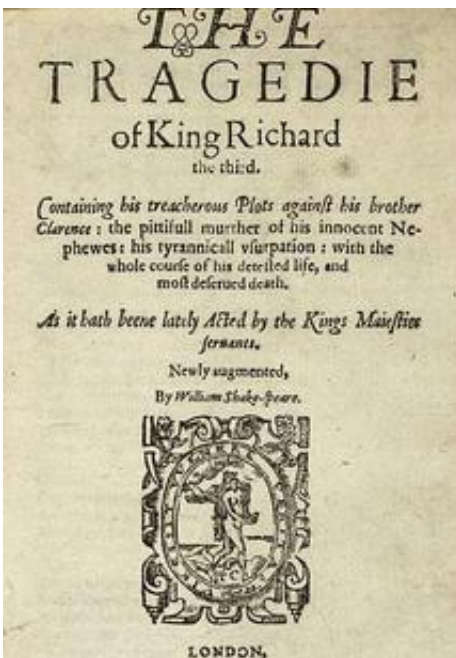 THE
TRAGEDIE
of King Richard
the third.
Containing his treacherous Plots againſt his brother
Clarence : the pittifull murther of his innocent Ne-
phewes : his tyrannicall vſurpation : with the
whole courſe of his deteſted life, and
moſt deſerued death.
As it hath beene lately Acted by the Kings Maieſties
ſeruants.
Newly augmented,
By William Shake-ſpeare.
LONDON,